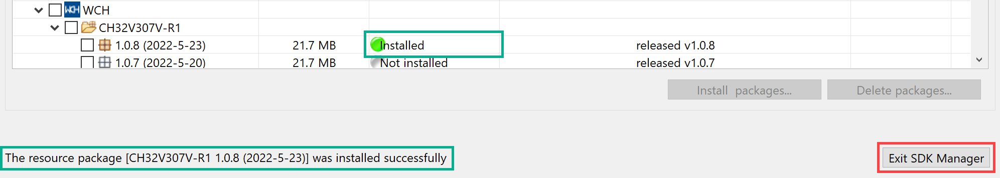 WCH WCH
CH32V307V-R1
1.0.8 (2022-5-23) 21.7 MB Installed released v1.0.8
1.0.7 (2022-5-20) 21.7 MB Not installed released v1.0.7
Install packages... Delete packages...
The resource package [CH32V307V-R1 1.0.8 (2022-5-23)] was installed successfully Exit SDK Manager